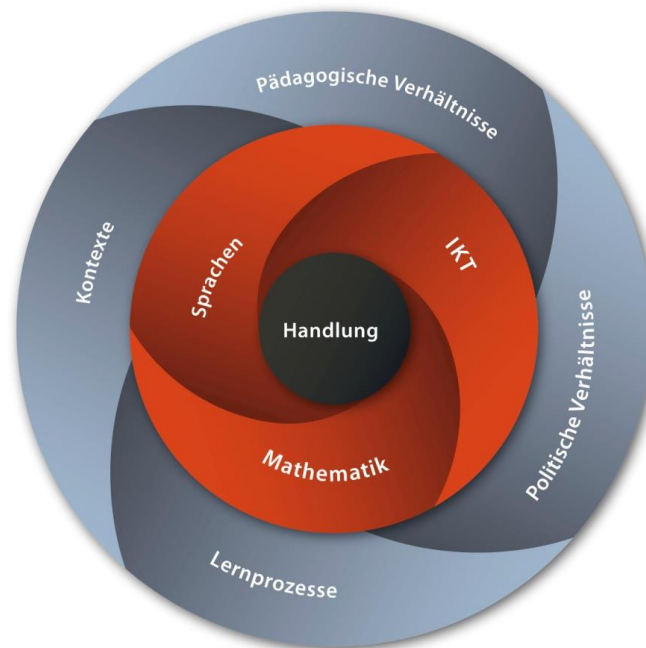 Pädagogische Verhältnisse
Kontexte
Sprachen
IKT
Handlung
Politische Verhältnisse
Mathematik
Lernprozesse